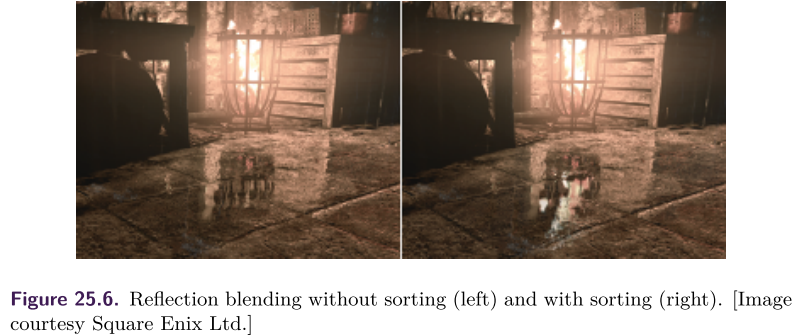 Figure 25.6. Reflection blending without sorting (left) and with sorting (right). [Image
courtesy Square Enix Ltd.]